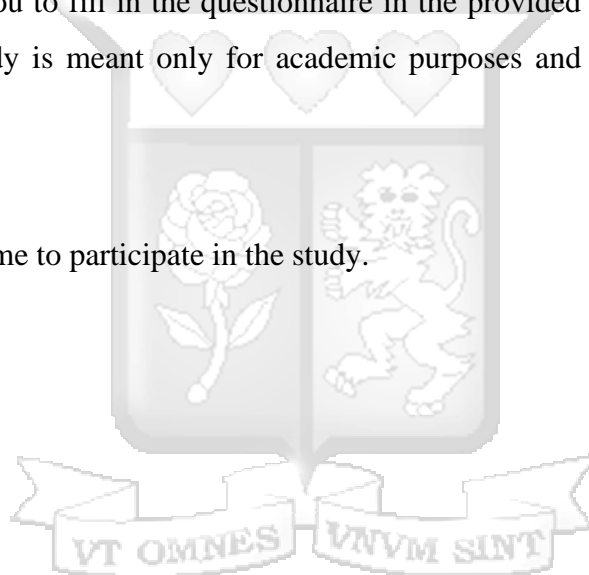 ou to fill in the questionnaire in the provided
dy is meant only for academic purposes and
me to participate in the study.
VT OMNES VNVM SINT